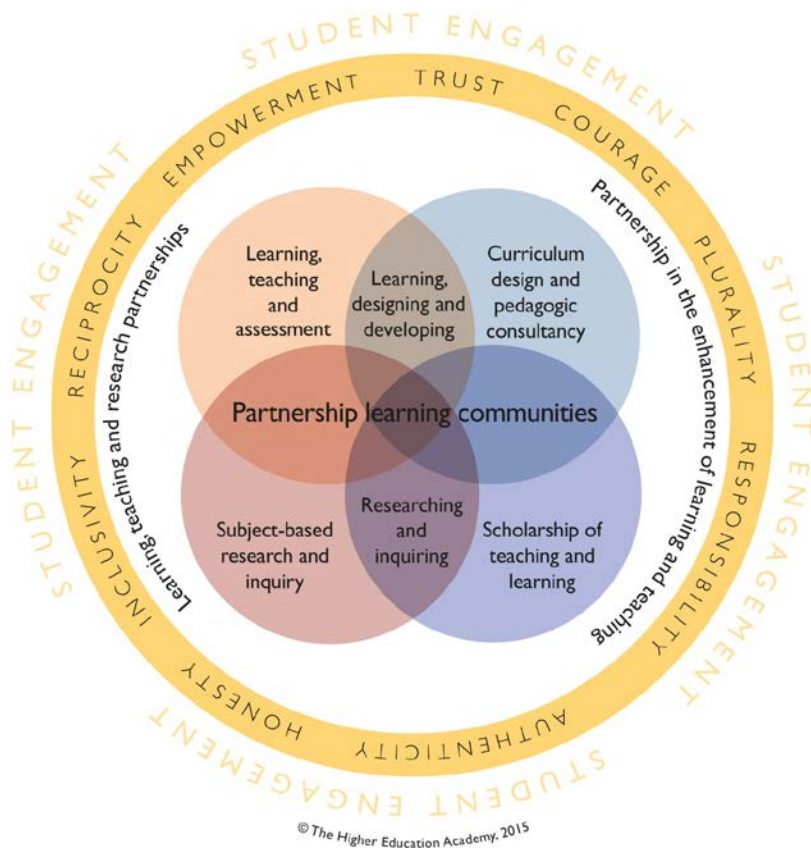 STUDENT ENGAGEMENT
STUDENT ENGAGEMENT
STUDENT ENGAGEMENT
STUDENT ENGAGEMENT
EMPOWERMENT
TRUST
COURAGE
PLURALITY
RESPONSIBILITY
AUTHENTICITY
HONESTY
INCLUSIVITY
RECIPROCITY
Learning, teaching and research partnerships
Partnership in the enhancement of learning and teaching
Learning,
teaching
and
assessment
Learning,
designing and
developing
Curriculum
design and
pedagogic
consultancy
Partnership learning communities
Subject-based
research and
inquiry
Researching
and
inquiring
Scholarship of
teaching and
learning
© The Higher Education Academy, 2015